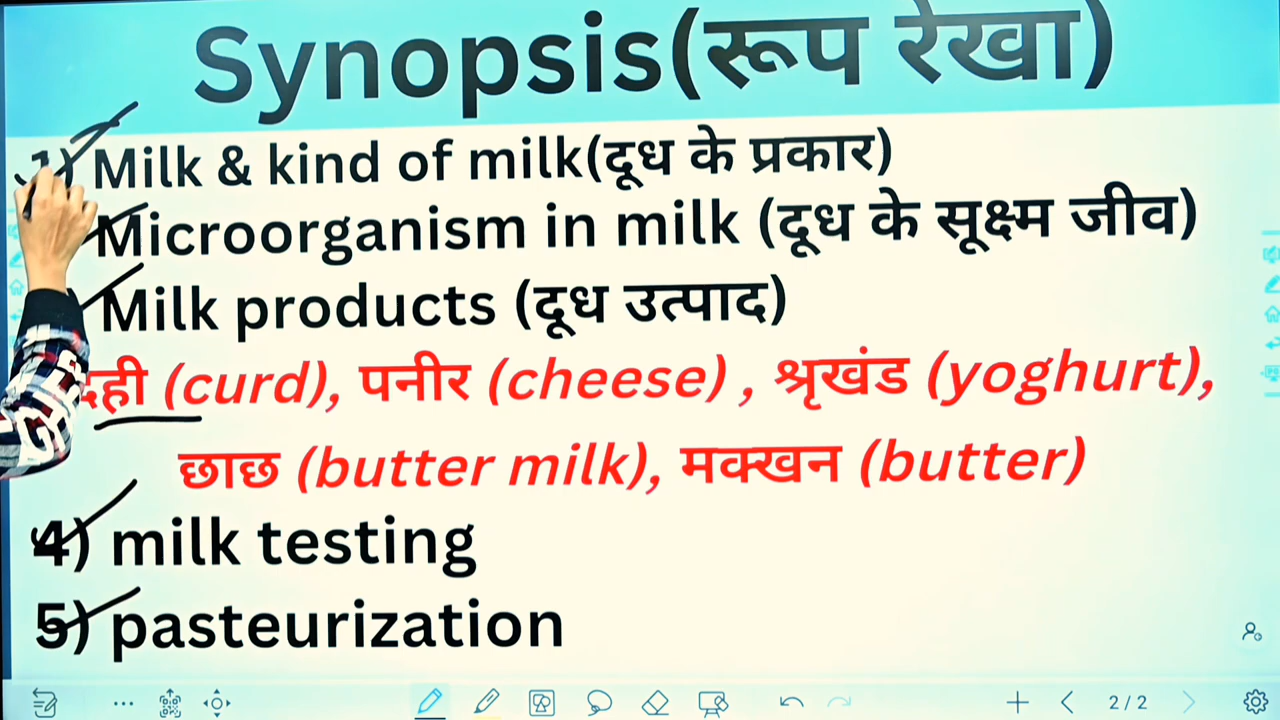 Synopsis(रूप रेखा)
1) Milk & kind of milk(दूध के प्रकार)
Microorganism in milk (दूध के सूक्ष्म जीव)
Milk products (दूध उत्पाद)
दही (curd), पनीर (cheese) , श्रृखंड (yoghurt),
छाछ (butter milk), मक्खन (butter)
4) milk testing
5) pasteurization
2/2